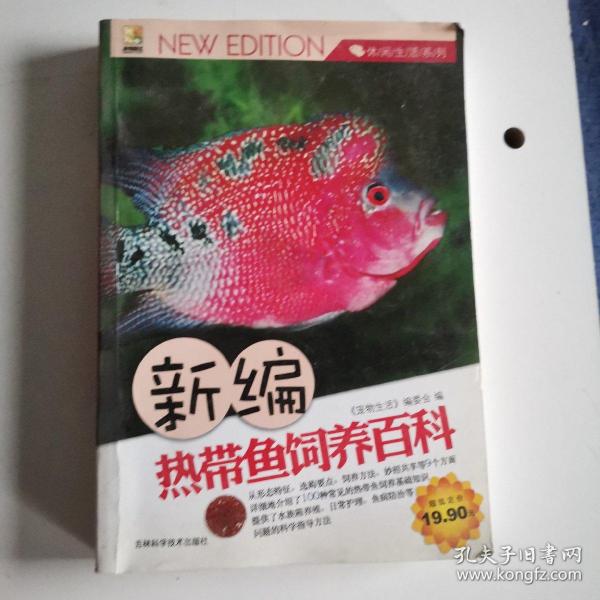 NEW EDITION
休闲生活系列
新编
《宠物生活》编委会 编
热带鱼饲养百科
从形态特征、选购要点、饲养方法、妙招共享等9个方面
详细地介绍了100种常见的热带鱼饲养基础知识
提供了水族箱养殖、日常护理、鱼病防治等
问题的科学指导方法
超低定价
19.90元
吉林科学技术出版社
孔夫子旧书网
www.kongfz.com